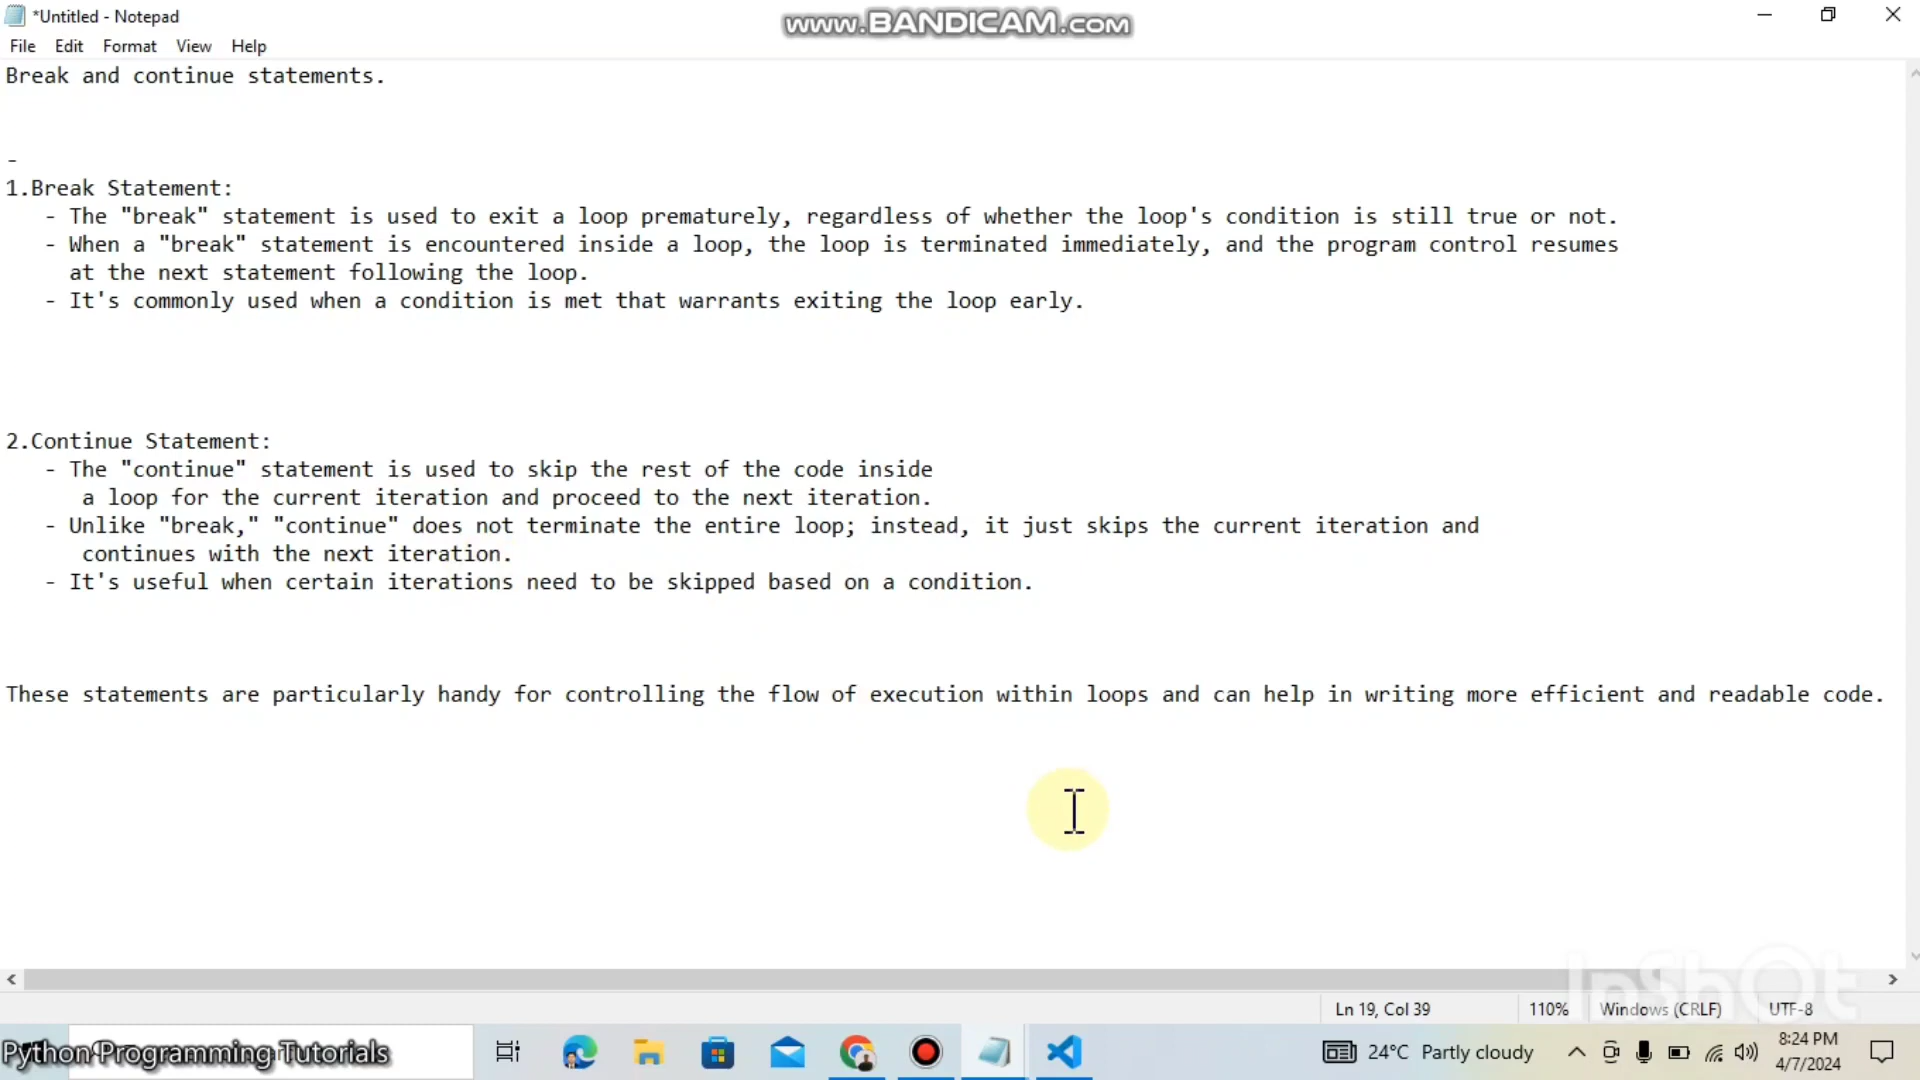 *Untitled - Notepad
www.BANDICAM.com
File Edit Format View Help
Break and continue statements.
-
1.Break Statement:
- The "break" statement is used to exit a loop prematurely, regardless of whether the loop's condition is still true or not.
- When a "break" statement is encountered inside a loop, the loop is terminated immediately, and the program control resumes
at the next statement following the loop.
- It's commonly used when a condition is met that warrants exiting the loop early.
2.Continue Statement:
- The "continue" statement is used to skip the rest of the code inside
a loop for the current iteration and proceed to the next iteration.
- Unlike "break," "continue" does not terminate the entire loop; instead, it just skips the current iteration and
continues with the next iteration.
- It's useful when certain iterations need to be skipped based on a condition.
These statements are particularly handy for controlling the flow of execution within loops and can help in writing more efficient and readable code.
InShOt
Ln 19, Col 39 110% Windows (CRLF) UTF-8
Python Programming Tutorials
24°C Partly cloudy
8:24 PM
4/7/2024